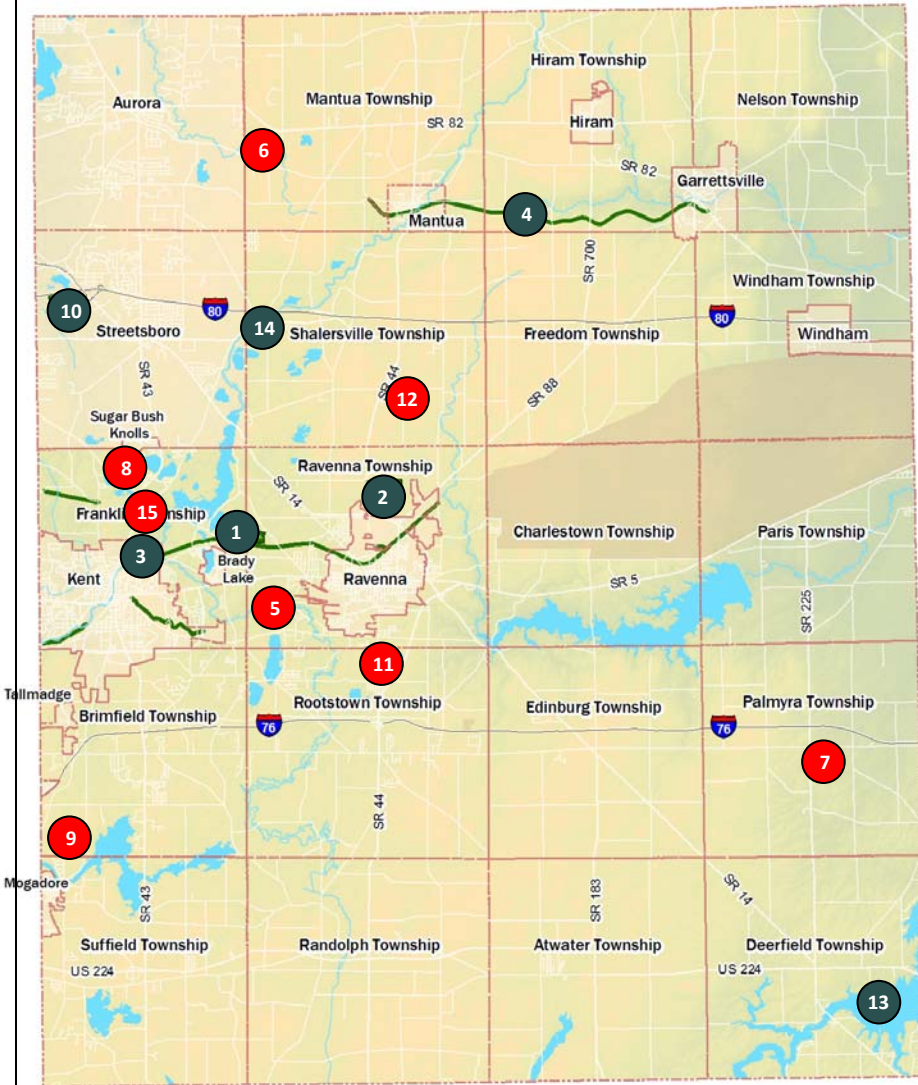 Hiram Township
Aurora
Mantua Township
Nelson Township
SR 82
Hiram
6
SR 82
Garrettsville
4
Mantua
SR 700
Windham Township
10
80
80
14
Streetsboro
Shalersville Township
Freedom Township
Windham
SR 43
SR 44
SR 88
12
Sugar Bush
Knolls
8
Ravenna Township
SR 14
2
15
1
Charlestown Township
Paris Township
3
Brady
Lake
Kent
Ravenna
SR 5
5
SR 225
11
Tallmadge
Rootstown Township
Edinburg Township
Palmyra Township
Brimfield Township
76
76
7
SR 44
9
Mogadore
SR 43
SR 183
SR 14
Suffield Township
Randolph Township
Atwater Township
Deerfield Township
US 224
US 224
13